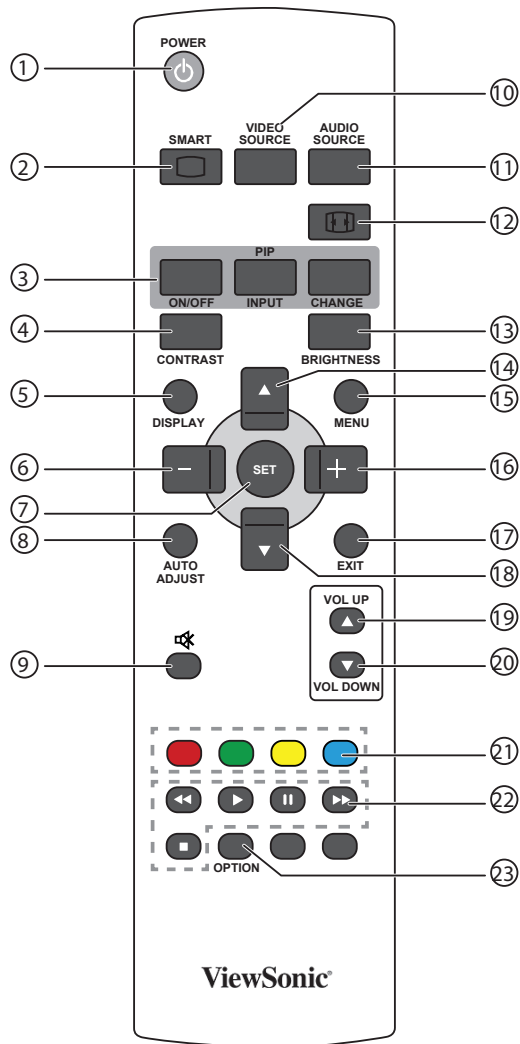 POWER
1
10
SMART
VIDEO SOURCE
AUDIO SOURCE
2
11
12
PIP
3
ON/OFF INPUT CHANGE
4
13
CONTRAST
BRIGHTNESS
14
5
15
DISPLAY
MENU
6
−
SET
+
16
7
8
17
AUTO ADJUST
EXIT
18
VOL UP
19
9
20
VOL DOWN
21
22
OPTION
23
ViewSonic®